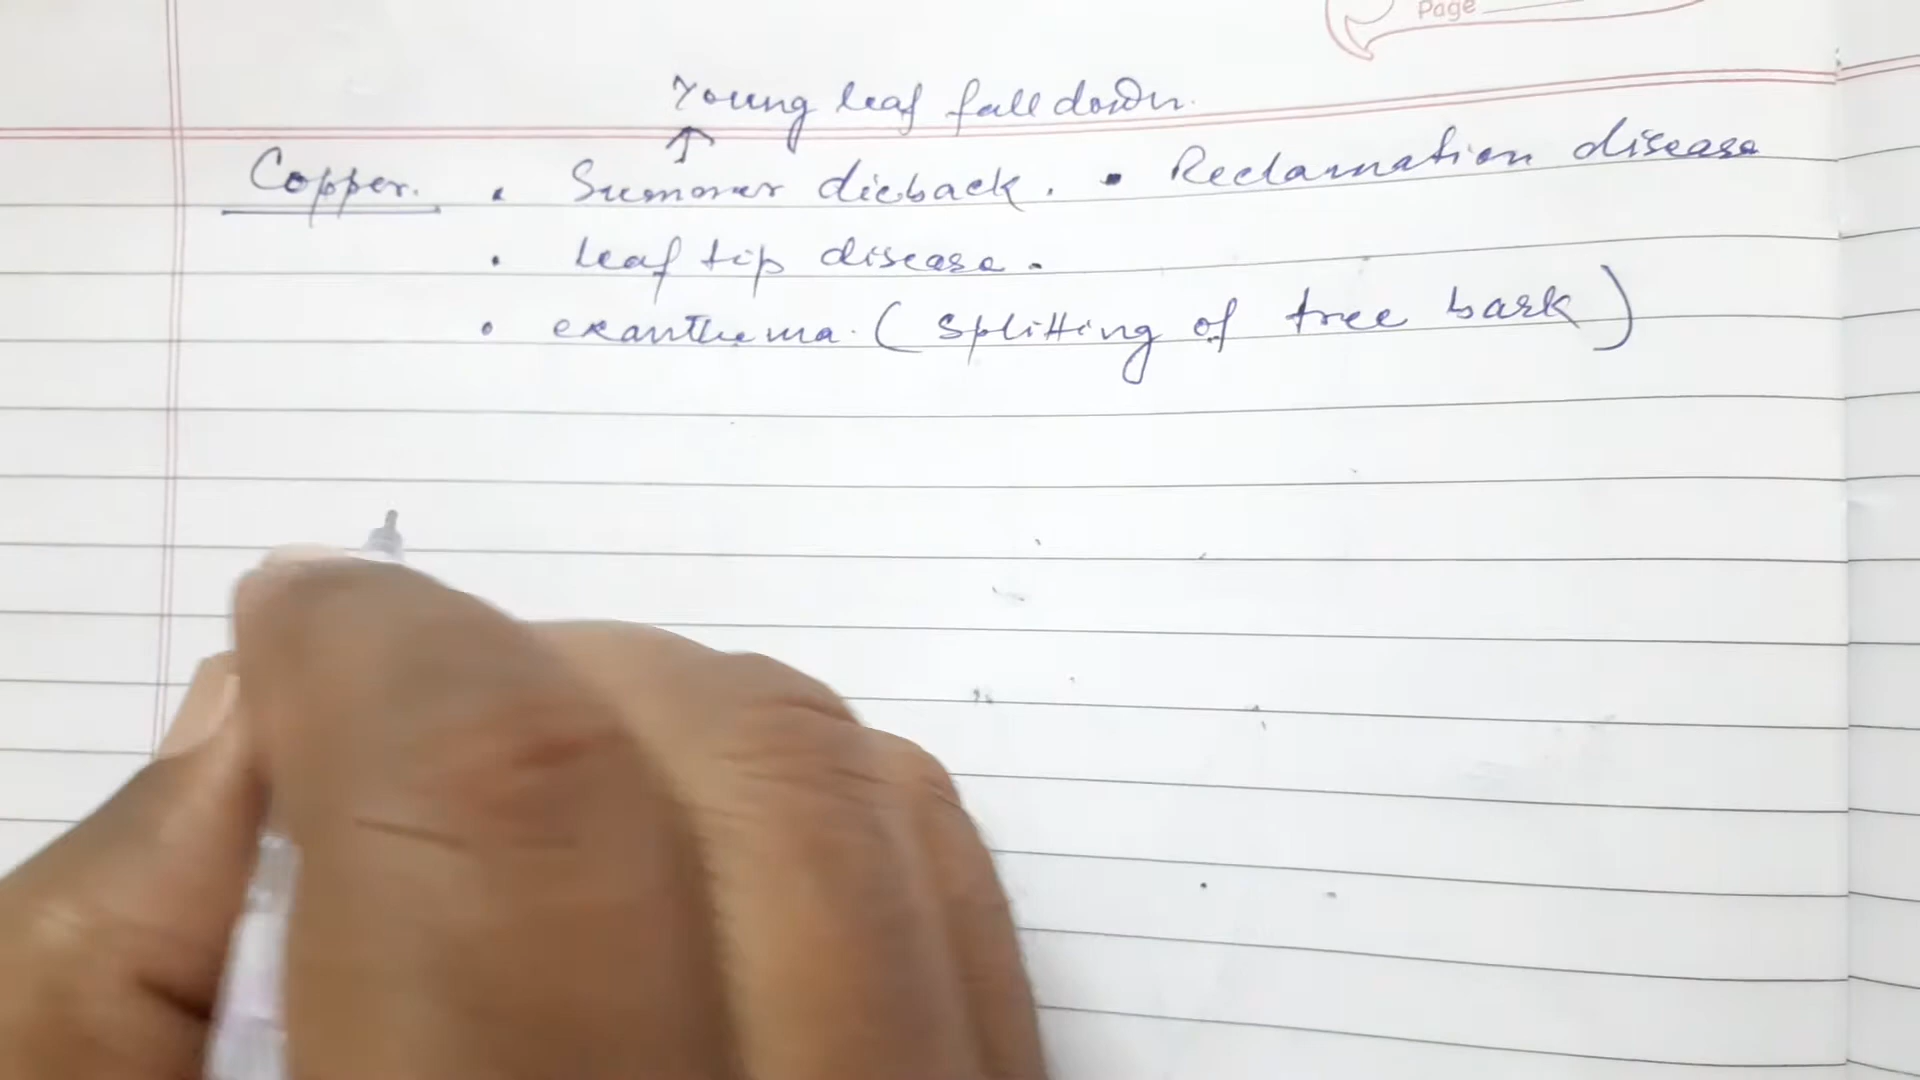 Page
Young leaf fall down.
Copper. • Summer dieback. • Reclamation disease
• leaf tip disease.
• exanthema. ( Splitting of tree bark )